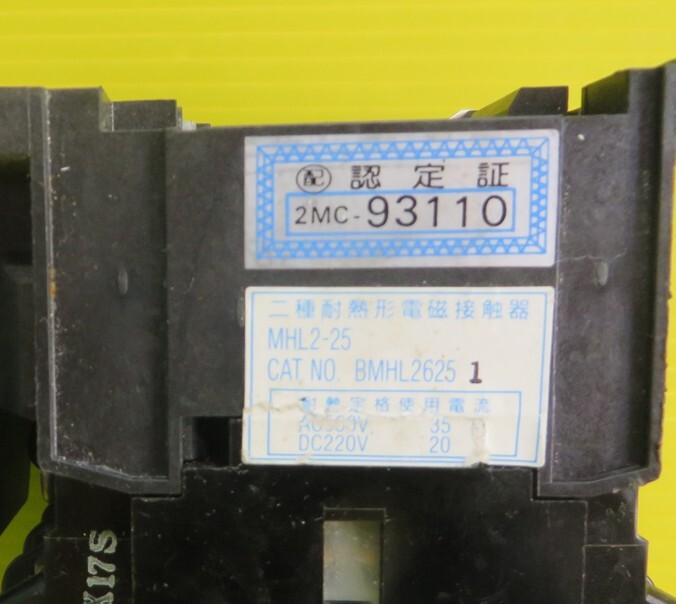 配 認定証
2MC-93110
二種耐熱形電磁接触器
MHL2-25
CAT NO. BMHL2625 1
耐熱定格使用電流
35
DC220V 20
K17S